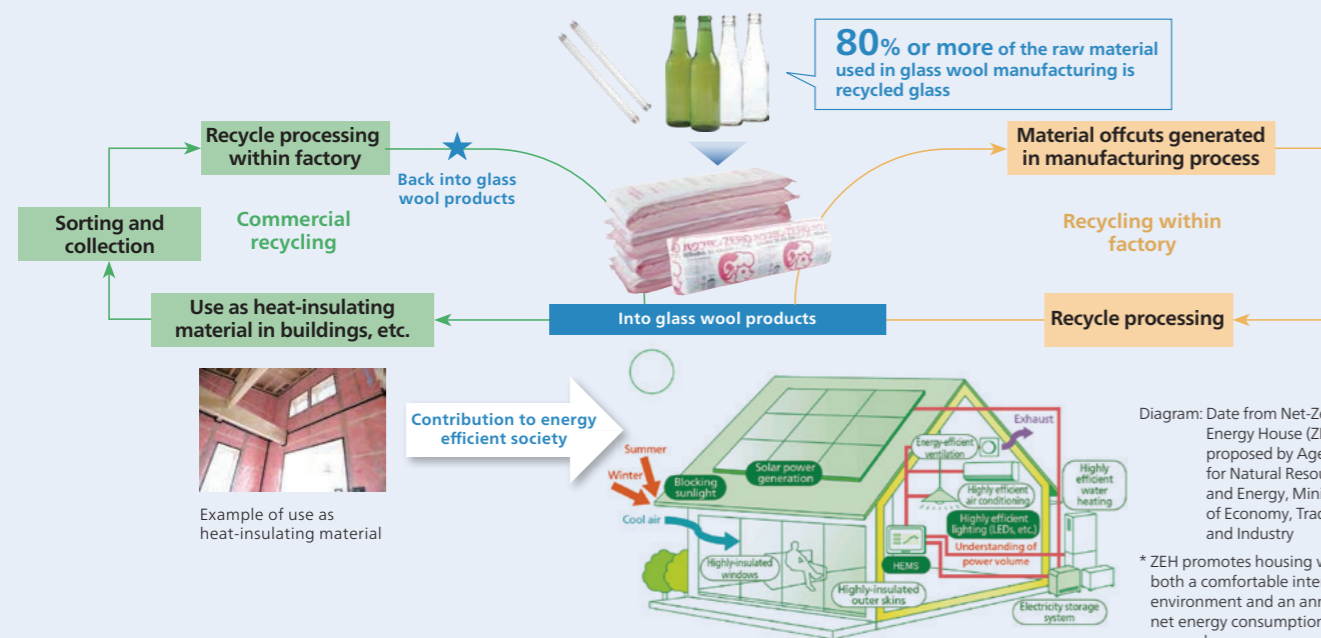 80% or more of the raw material
used in glass wool manufacturing is
recycled glass
Recycle processing
within factory
Back into glass
wool products
Sorting and
collection
Commercial
recycling
Use as heat-insulating
material in buildings, etc.
Into glass wool products
Material offcuts generated
in manufacturing process
Recycling within
factory
Recycle processing
Example of use as
heat-insulating material
Contribution to energy
efficient society
Summer
Winter
Blocking
sunlight
Cool air
Solar power
generation
Highly-insulated
windows
Highly-insulated
outer skins
Energy-efficient
ventilation
Exhaust
Highly efficient
air conditioning
Highly efficient
lighting (LEDs, etc.)
Understanding of
power volume
HEMS
Highly
efficient
water
heating
Electricity storage
system
Diagram: Date from Net-Ze
Energy House (ZE
proposed by Age
for Natural Resou
and Energy, Mini
of Economy, Trad
and Industry
* ZEH promotes housing w
both a comfortable inte
environment and an ann
net energy consumption